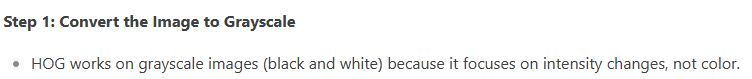 Step 1: Convert the Image to Grayscale
• HOG works on grayscale images (black and white) because it focuses on intensity changes, not color.